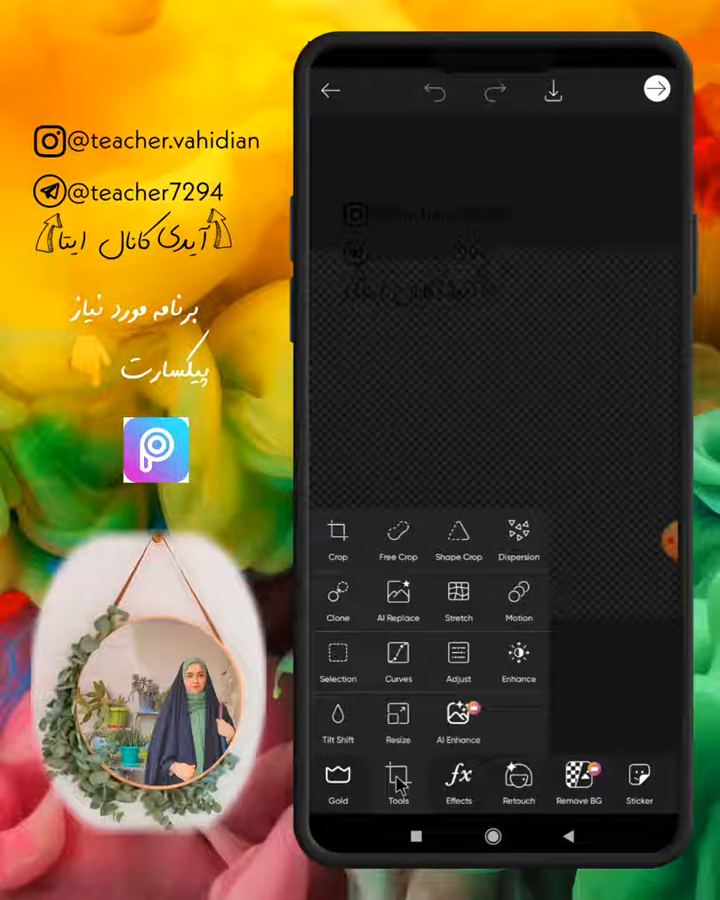 @teacher.vahidian
@teacher7294
آیدی کانال ایتا
برنامه مورد نیاز
پیکسارت
Crop
Free Crop
Shape Crop
Dispersion
Clone
AI Replace
Stretch
Motion
Selection
Curves
Adjust
Enhance
Tilt Shift
Resize
AI Enhance
Gold
Tools
fx
Effects
Retouch
Remove BG
Sticker